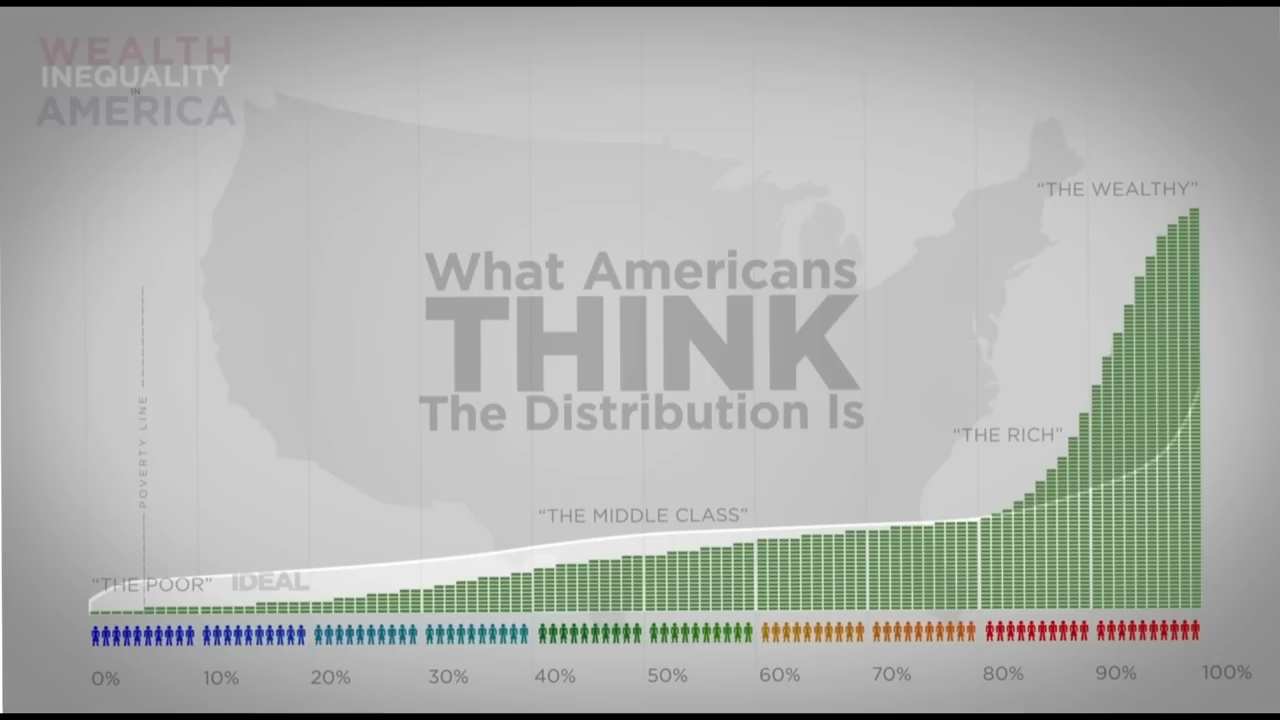 WEALTH
INEQUALITY
IN
AMERICA
"THE WEALTHY"
What Americans
THINK
The Distribution Is
POVERTY LINE
"THE RICH"
"THE MIDDLE CLASS"
"THE POOR"
IDEAL
0% 10% 20% 30% 40% 50% 60% 70% 80% 90% 100%